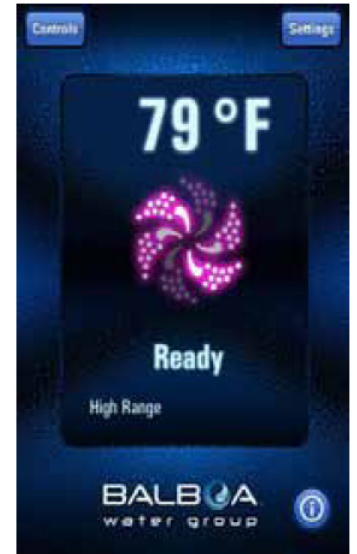 Controls
Settings
79 °F
Ready
High Range
BALBOA
water group
i